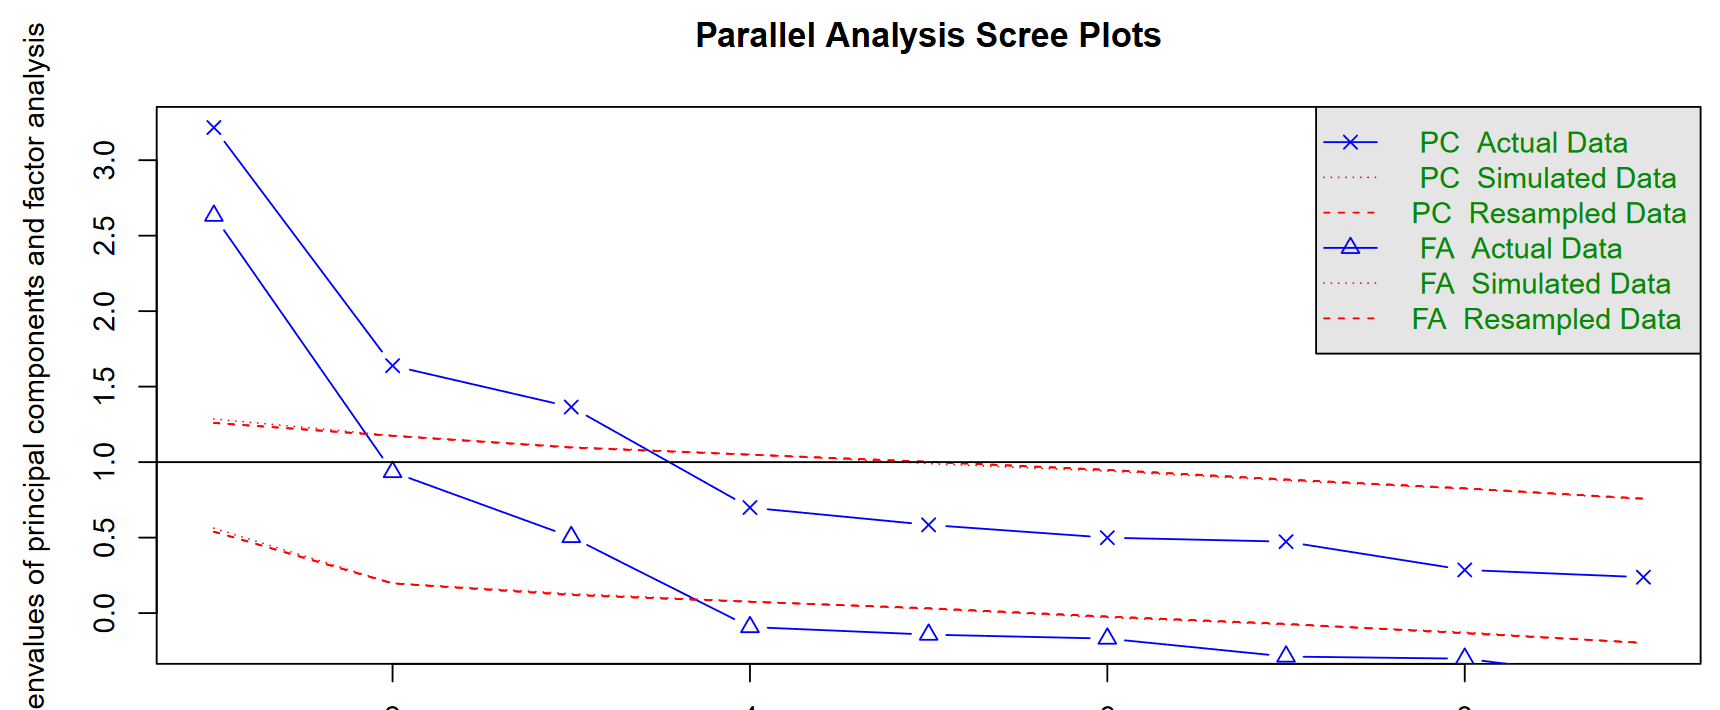 Parallel Analysis Scree Plots
envalues of principal components and factor analysis
3.0
2.5
2.0
1.5
1.0
0.5
0.0
PC Actual Data
PC Simulated Data
PC Resampled Data
FA Actual Data
FA Simulated Data
FA Resampled Data